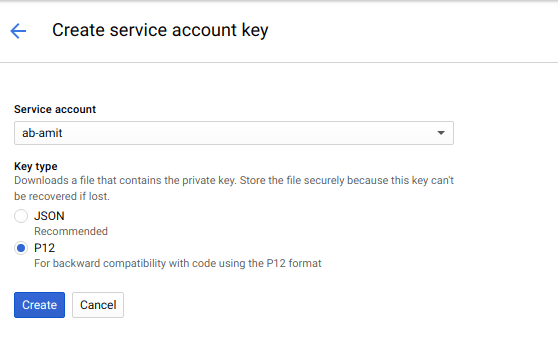 Create service account key
Service account
ab-amit
Key type
Downloads a file that contains the private key. Store the file securely because this key can't
be recovered if lost.
JSON
Recommended
P12
For backward compatibility with code using the P12 format
Create Cancel